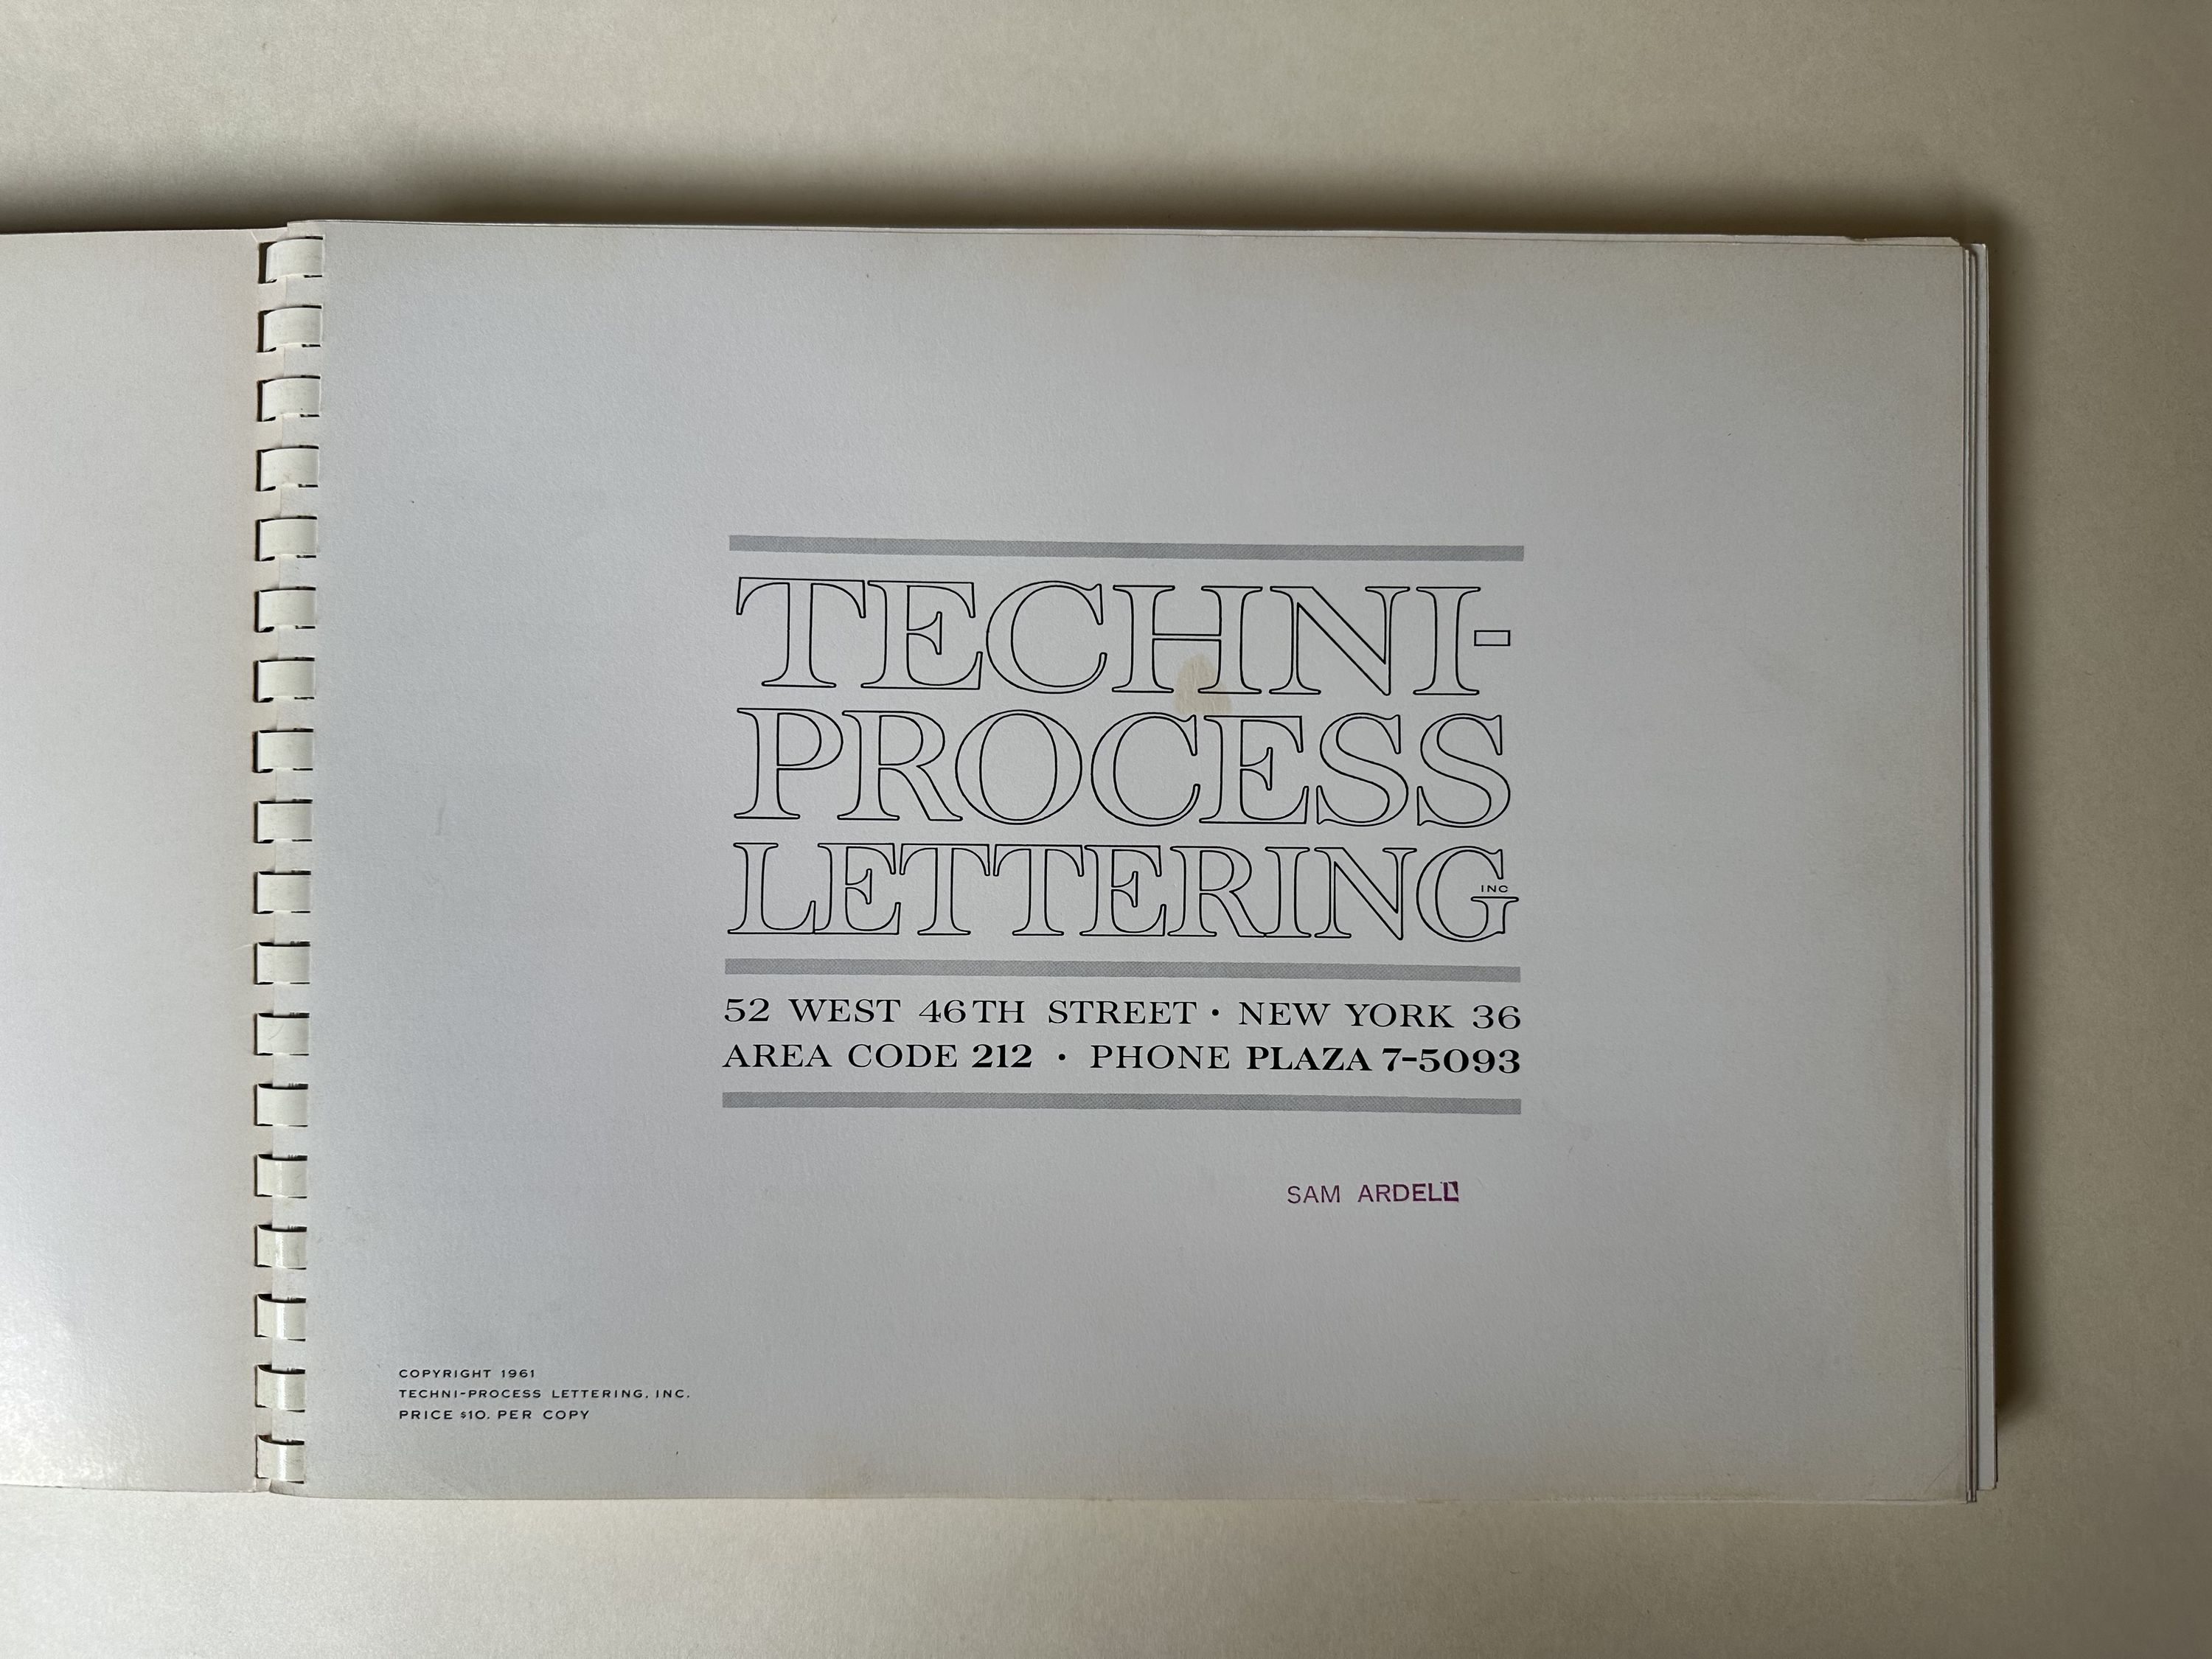 TECHNI-
PROCESS
LETTERING INC
52 WEST 46TH STREET • NEW YORK 36
AREA CODE 212 • PHONE PLAZA 7-5093
SAM ARDELL
COPYRIGHT 1961
TECHNI-PROCESS LETTERING, INC.
PRICE $10. PER COPY